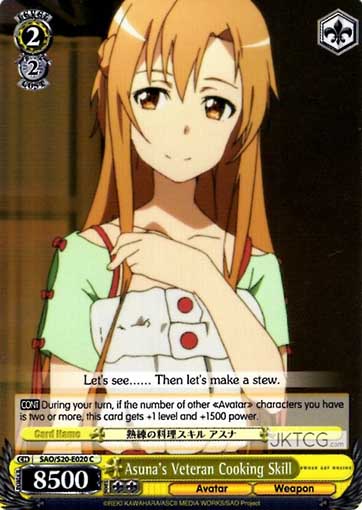 LEVEL
2
2
COST
Let's see...... Then let's make a stew.
CONT During your turn, if the number of other <Avatar> characters you have
is two or more, this card gets +1 level and +1500 power.
Card Name
熟練の料理スキル アスナ
JKTCG.com
SAO/S20-E020 C
8500
Asuna's Veteran Cooking Skill
Avatar
Weapon
©REKI KAWAHARA/ASCII MEDIA WORKS/SAO Project